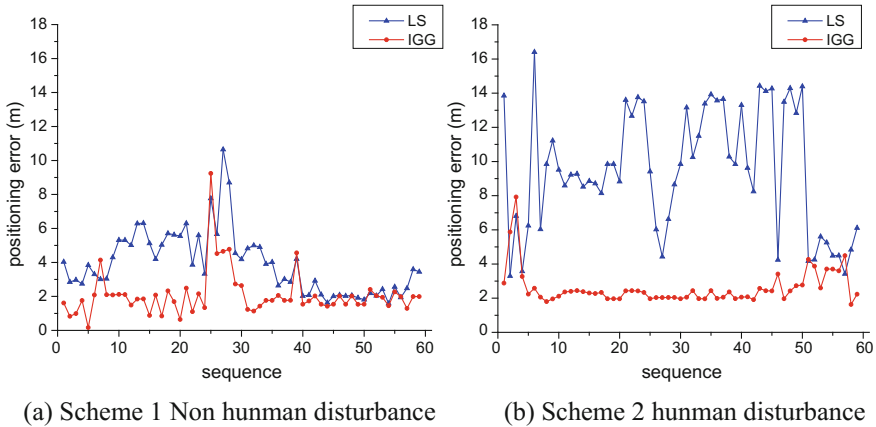 18
16
14
12
10
8
6
4
2
0
positioning error (m)
LS
IGG
0 10 20 30 40 50 60
sequence
(a) Scheme 1 Non hunman disturbance
18
16
14
12
10
8
6
4
2
0
positioning error (m)
LS
IGG
0 10 20 30 40 50 60
sequence
(b) Scheme 2 hunman disturbance